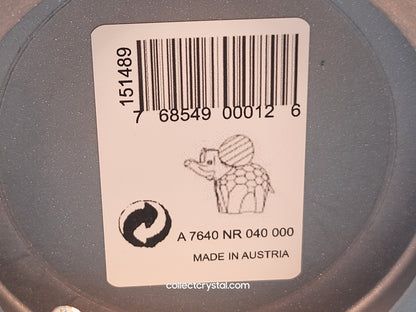 151489
7 68549 00012 6
A 7640 NR 040 000
MADE IN AUSTRIA
collectcrystal.com